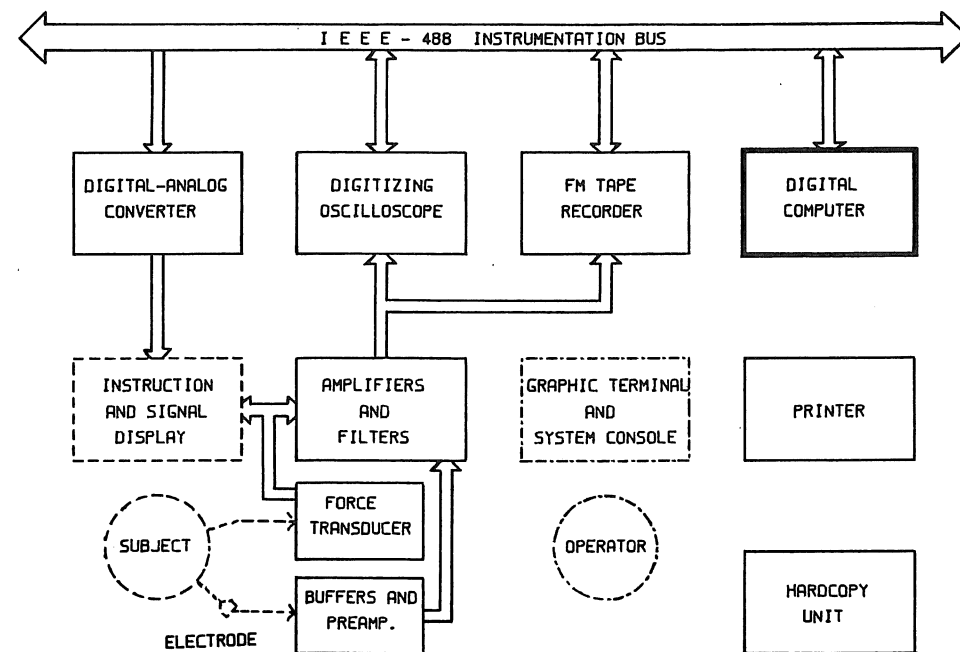 I E E E - 488 INSTRUMENTATION BUS
DIGITAL-ANALOG
CONVERTER
DIGITIZING
OSCILLOSCOPE
FM TAPE
RECORDER
DIGITAL
COMPUTER
INSTRUCTION
AND SIGNAL
DISPLAY
AMPLIFIERS
AND
FILTERS
GRAPHIC TERMINAL
AND
SYSTEM CONSOLE
PRINTER
FORCE
TRANSDUCER
SUBJECT
OPERATOR
BUFFERS AND
PREAMP.
ELECTRODE
HARDCOPY
UNIT